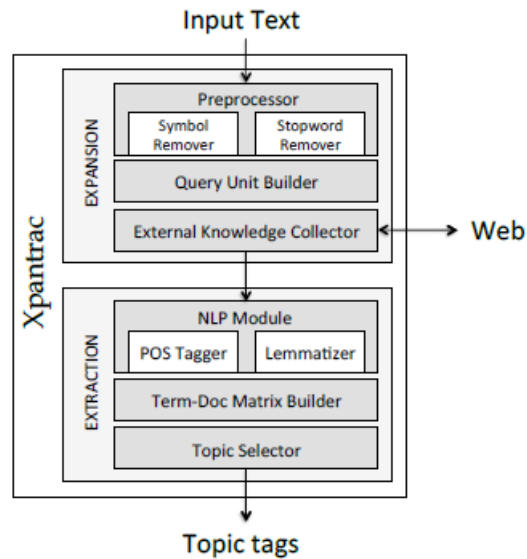 Input Text
Xpantrac
EXPANSION
Preprocessor
Symbol
Remover
Stopword
Remover
Query Unit Builder
External Knowledge Collector
Web
EXTRACTION
NLP Module
POS Tagger
Lemmatizer
Term-Doc Matrix Builder
Topic Selector
Topic tags